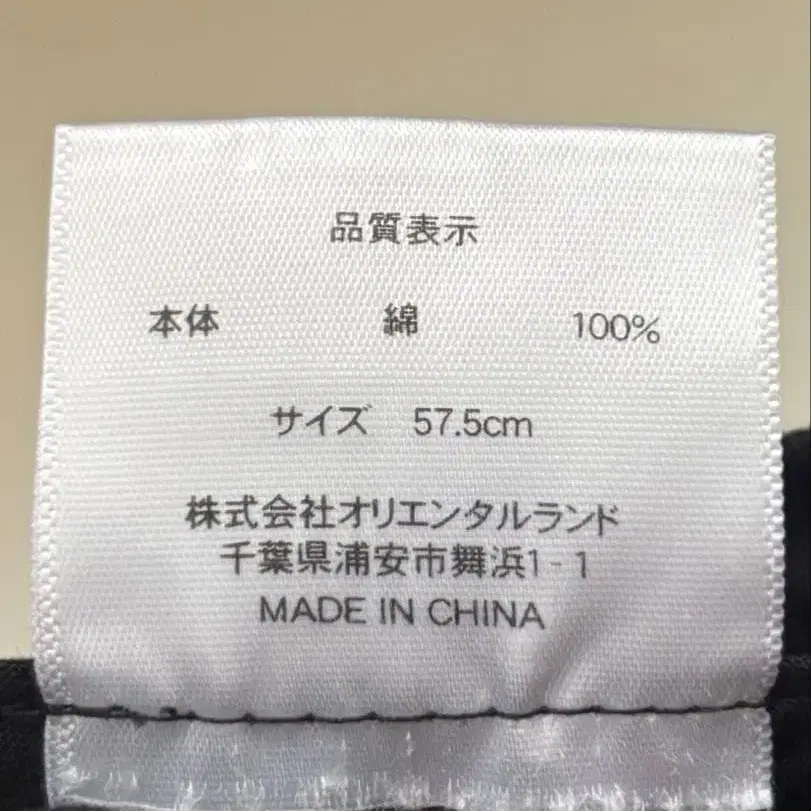 品質表示
本体 綿 100%
サイズ 57.5cm
株式会社オリエンタルランド
千葉県浦安市舞浜1-1
MADE IN CHINA